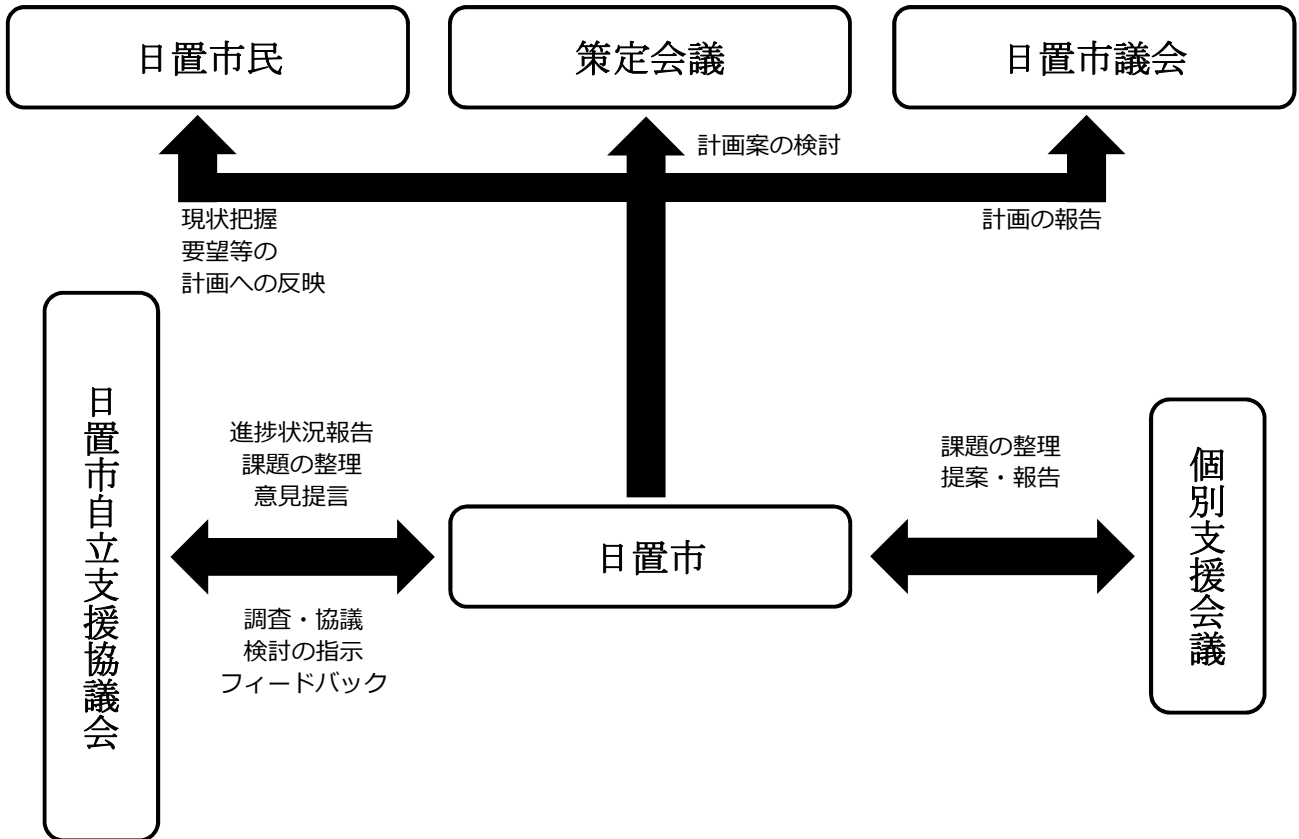 日置市民
策定会議
日置市議会
計画案の検討
現状把握
要望等の
計画への反映
計画の報告
日置市自立支援協議会
進捗状況報告
課題の整理
意見提言
日置市
調査・協議
検討の指示
フィードバック
課題の整理
提案・報告
個別支援会議